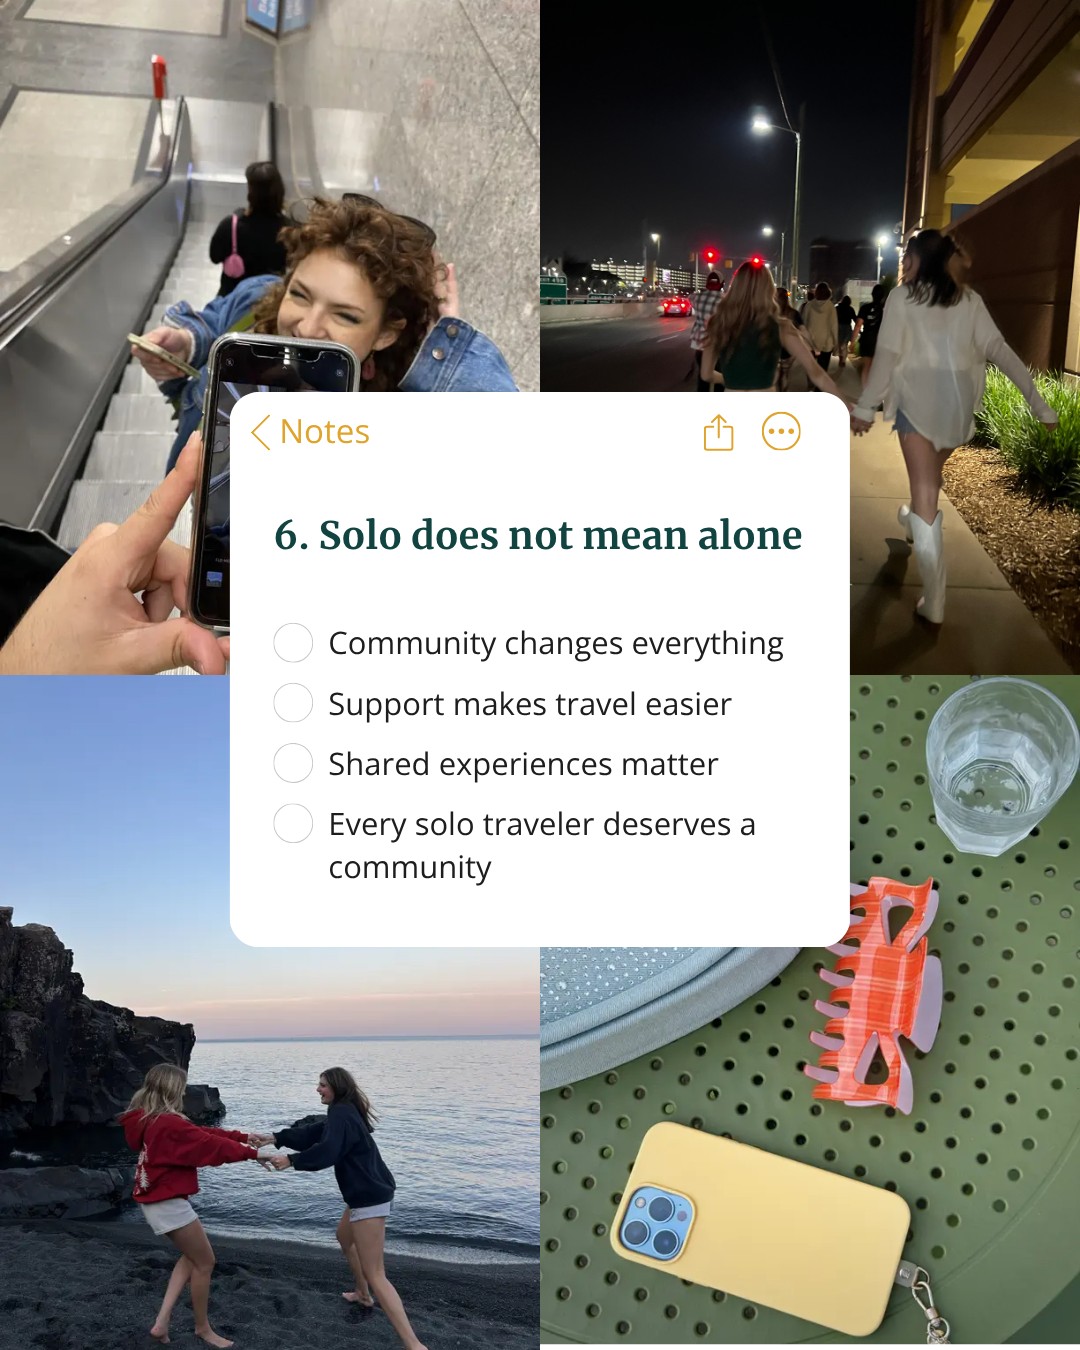 Notes
6. Solo does not mean alone
Community changes everything
Support makes travel easier
Shared experiences matter
Every solo traveler deserves a
community